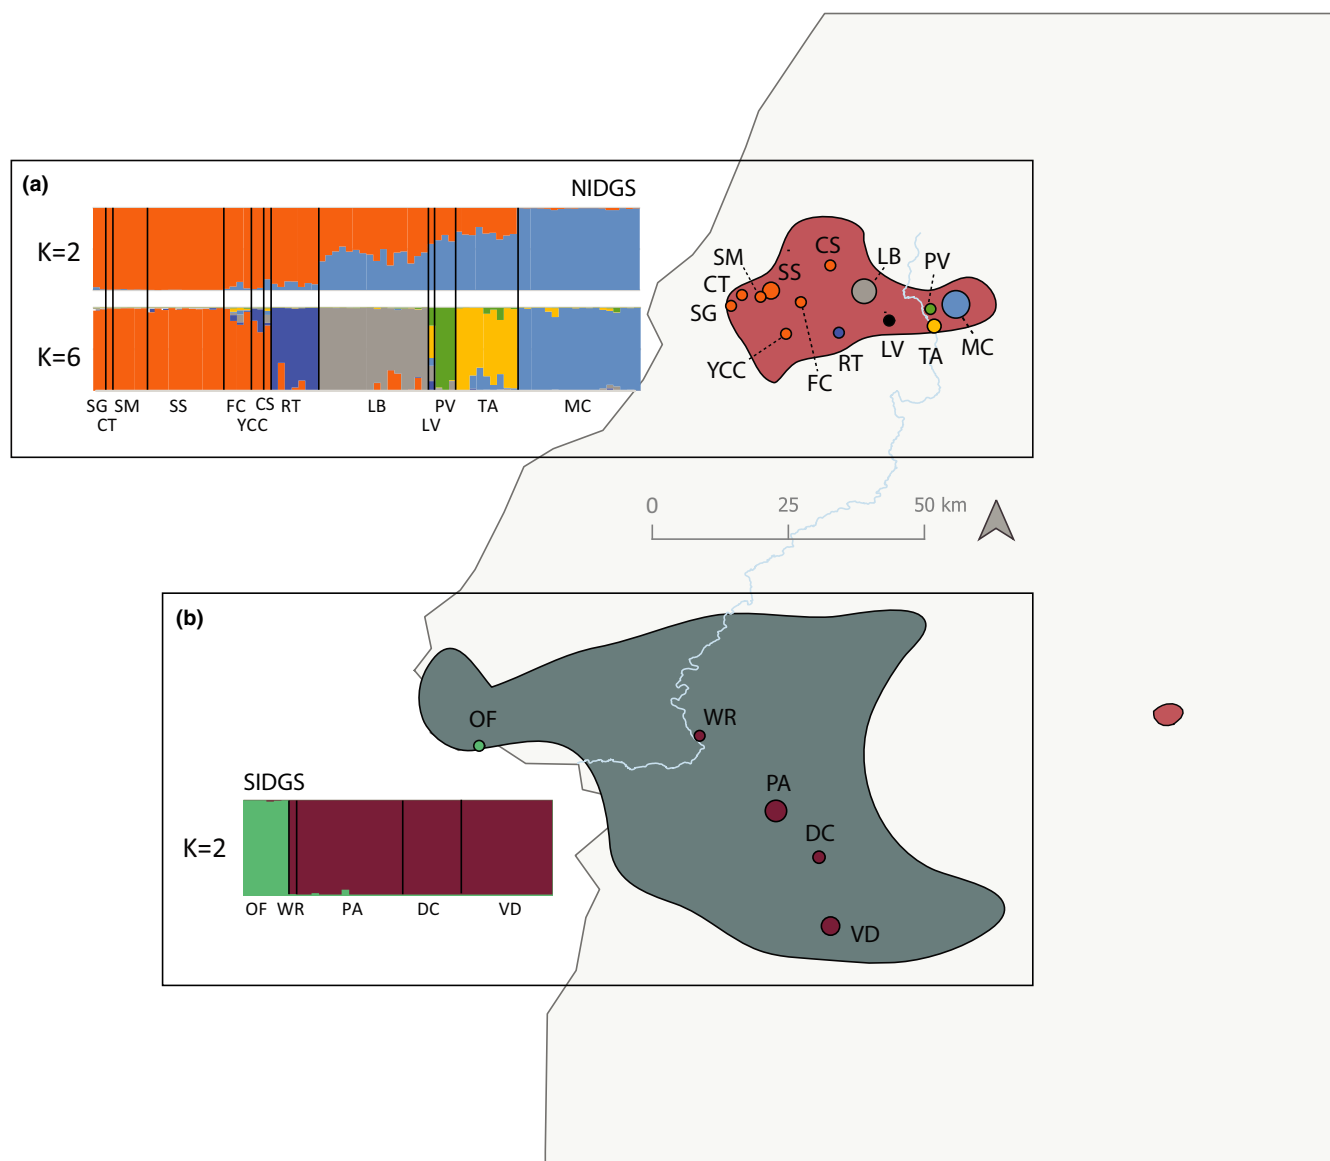 (a)
NIDGS
K=2
K=6
SG SM SS FC CS RT LB PV TA MC
CT YCC LV
SM CS LB PV
CT SS
SG
YCC FC RT LV TA MC
0 25 50 km
(b)
OF WR
PA
DC
VD
SIDGS
K=2
OF WR PA DC VD